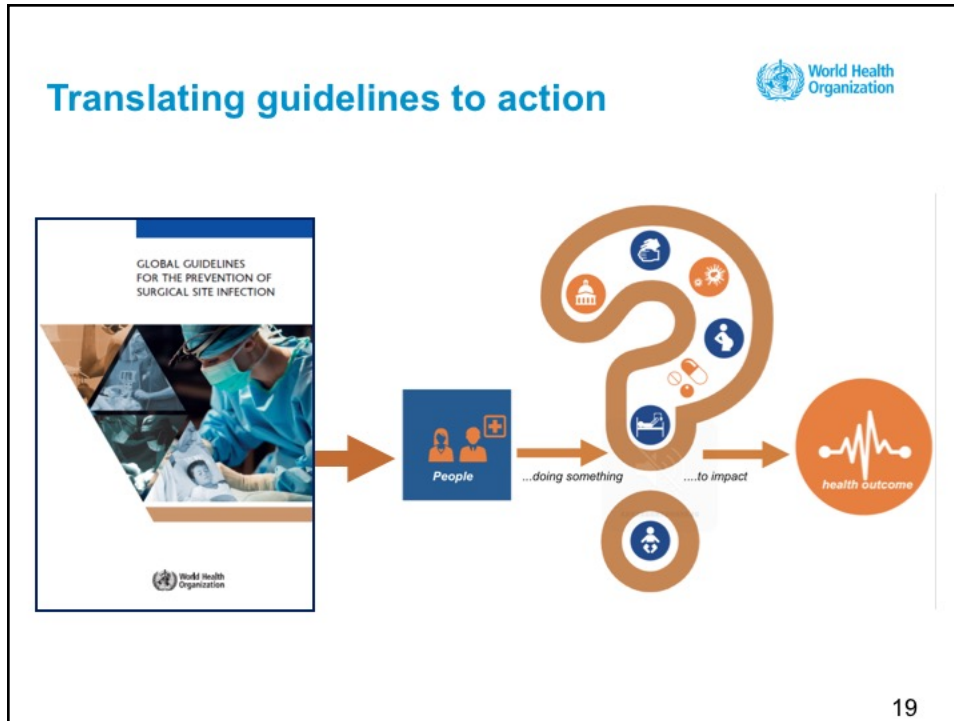 Translating guidelines to action
World Health
Organization
GLOBAL GUIDELINES
FOR THE PREVENTION OF
SURGICAL SITE INFECTION
World Health
Organization
People
...doing something
....to impact
health outcome
19